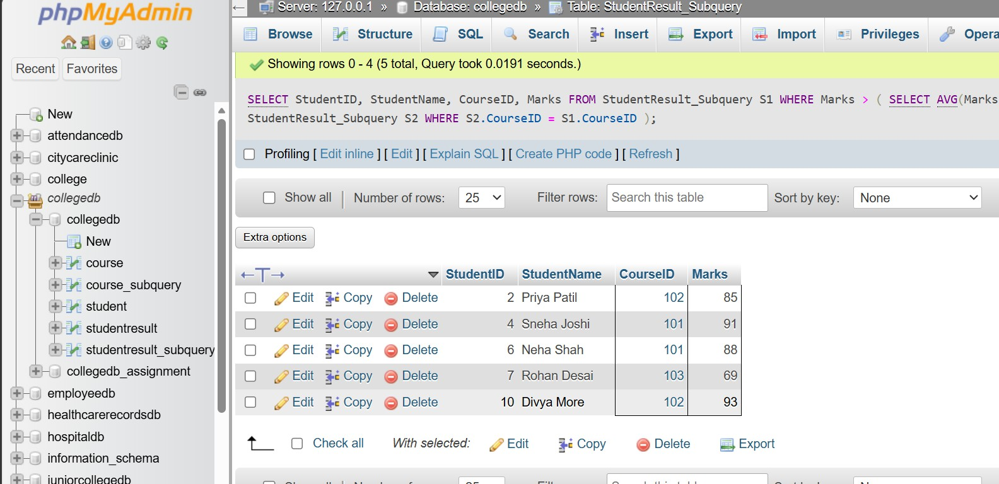 phpMyAdmin
Recent Favorites
New
attendancedb
citycareclinic
college
collegedb
collegedb
New
course
course_subquery
student
studentresult
studentresult_subquery
collegedb_assignment
employeedb
healthcarerecordsdb
hospitaldb
information_schema
juniorcollegedb
Server: 127.0.0.1 » Database: collegedb » Table: StudentResult_Subquery
Browse Structure SQL Search Insert Export Import Privileges Opera
Showing rows 0 - 4 (5 total, Query took 0.0191 seconds.)
SELECT StudentID, StudentName, CourseID, Marks FROM StudentResult_Subquery S1 WHERE Marks > ( SELECT AVG(Marks
StudentResult_Subquery S2 WHERE S2.CourseID = S1.CourseID );
Profiling [ Edit inline ] [ Edit ] [ Explain SQL ] [ Create PHP code ] [ Refresh ]
Show all | Number of rows: 25 Filter rows: Search this table Sort by key: None
Extra options
StudentID StudentName CourseID Marks
Edit Copy Delete 2 Priya Patil 102 85
Edit Copy Delete 4 Sneha Joshi 101 91
Edit Copy Delete 6 Neha Shah 101 88
Edit Copy Delete 7 Rohan Desai 103 69
Edit Copy Delete 10 Divya More 102 93
Check all With selected: Edit Copy Delete Export